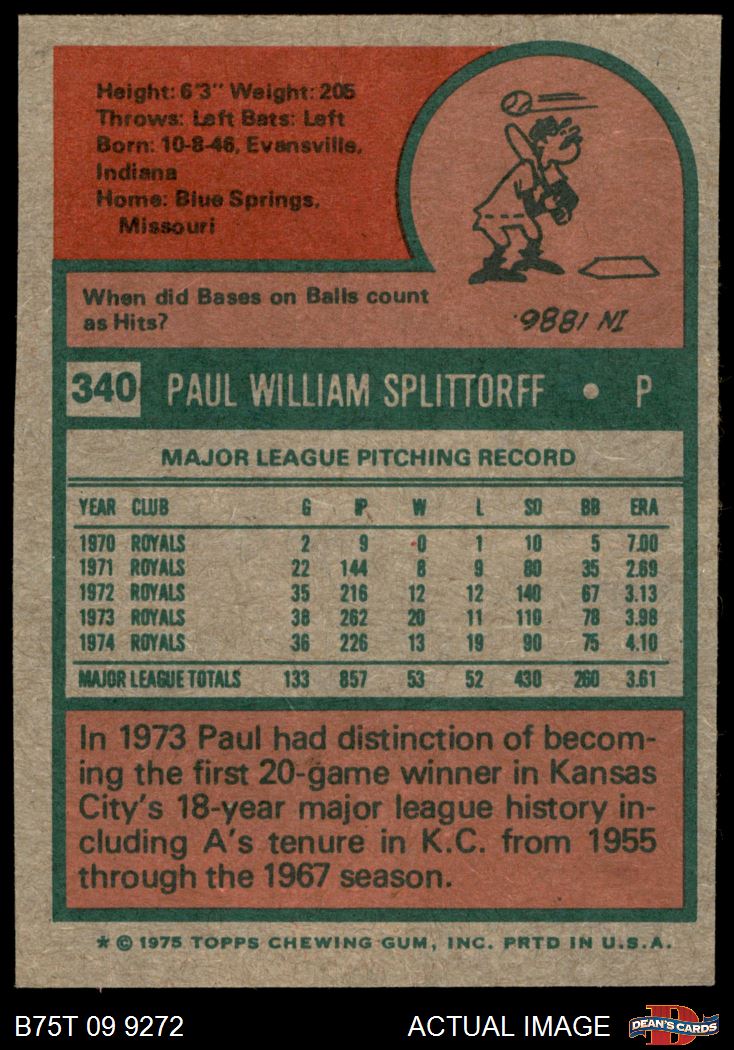 Height: 6'3" Weight: 205
Throws: Left Bats: Left
Born: 10-8-46, Evansville,
Indiana
Home: Blue Springs,
Missouri
When did Bases on Balls count
as Hits?
IN 1886.
340 PAUL WILLIAM SPLITTORFF • P
MAJOR LEAGUE PITCHING RECORD
YEAR CLUB G IP W L SO BB ERA
1970 ROYALS 2 9 0 1 10 5 7.00
1971 ROYALS 22 144 8 9 80 35 2.69
1972 ROYALS 35 216 12 12 140 67 3.13
1973 ROYALS 38 262 20 11 110 78 3.98
1974 ROYALS 36 226 13 19 90 75 4.10
MAJOR LEAGUE TOTALS 133 857 53 52 430 260 3.61
In 1973 Paul had distinction of becom-
ing the first 20-game winner in Kansas
City's 18-year major league history in-
cluding A's tenure in K.C. from 1955
through the 1967 season.
* © 1975 TOPPS CHEWING GUM, INC. PRTD IN U.S.A.
B75T 09 9272 ACTUAL IMAGE DEAN'S CARDS